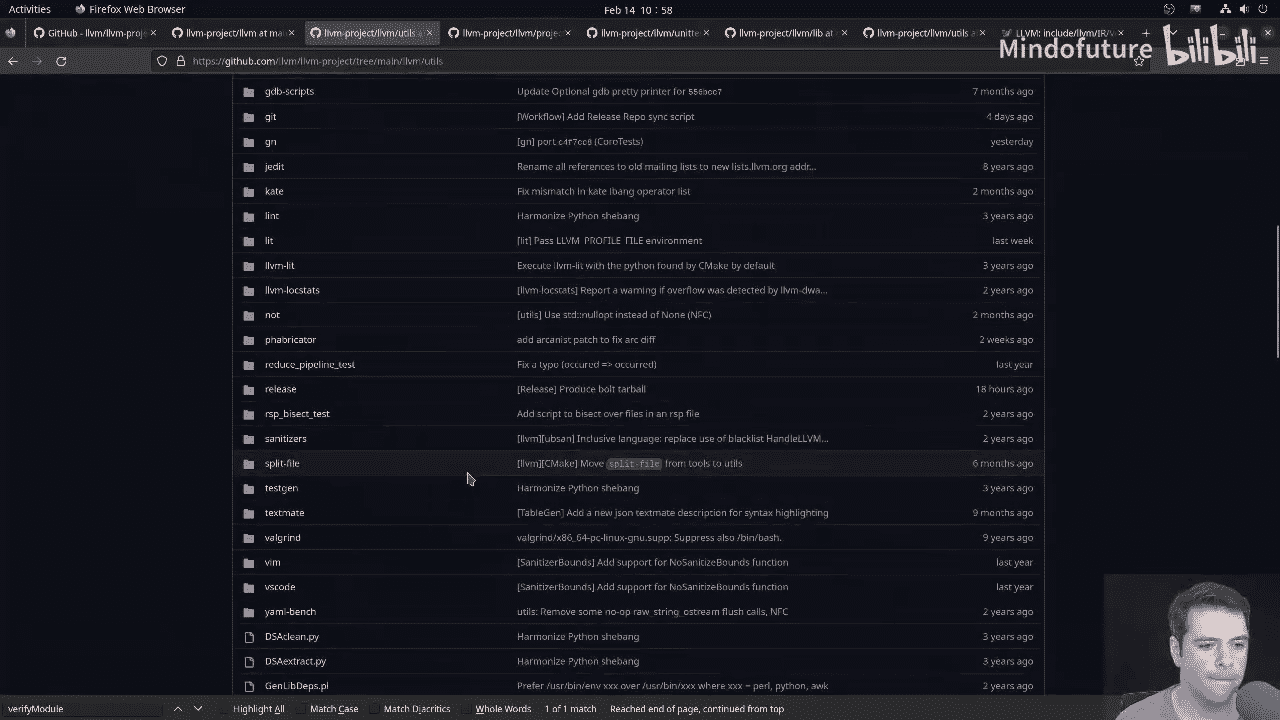 Activities Firefox Web Browser Feb 14 10:58
GitHub - llvm/llvm-proj llvm-project/llvm at ma llvm-project/llvm/utils a llvm-project/proj llvm-project/llvm/unitte llvm-project/llvm/lib at llvm-project/llvm/utils a LLVM: include/llvm/IR/V
Mindofuture bilibili
https://github.com/llvm/llvm-project/tree/main/llvm/utils
gdb-scripts Update Optional gdb pretty printer for 7 months ago
git [Workflow] Add Release Repo sync script 4 days ago
gn [gn] port (CoroTests) yesterday
jedit Rename all references to old mailing lists to new lists.llvm.org addr... 8 years ago
kate Fix mismatch in kate lbang operator list 2 months ago
lint Harmonize Python shebang 3 years ago
lit [lit] Pass LLVM_PROFILE_FILE environment last week
llvm-lit Execute llvm-lit with the python found by CMake by default 3 years ago
llvm-locstats [llvm-locstats] Report a warning if overflow was detected by llvm-dwa... 2 years ago
not [utils] Use std::nullopt instead of None (NFC) 2 months ago
phabricator add arcanist patch to fix arc diff 2 weeks ago
reduce_pipeline_test Fix a typo (occured => occurred) last year
release [Release] Produce bolt tarball 18 hours ago
rsp_bisect_test Add script to bisect over files in an rsp file 2 years ago
sanitizers [llvm][ubsan] Inclusive language: replace use of blacklist HandleLLVM... 2 years ago
split-file [llvm][CMake] Move split-file from tools to utils 6 months ago
testgen Harmonize Python shebang 3 years ago
textmate [TableGen] Add a new json textmate description for syntax highlighting 9 months ago
valgrind valgrind/x86_64-pc-linux-gnu.supp: Suppress also /bin/bash. 9 years ago
vim [SanitizerBounds] Add support for NoSanitizeBounds function last year
vscode [SanitizerBounds] Add support for NoSanitizeBounds function last year
yaml-bench utils: Remove some no-op raw_string_ostream flush calls, NFC 2 years ago
DSAclean.py Harmonize Python shebang 3 years ago
DSAextract.py Harmonize Python shebang 3 years ago
GenLibDeps.pl Prefer /usr/bin/env xxx over /usr/bin/xxx where xxx = perl, python, awk 2 years ago
verifyModule Highlight All Match Case Match Diacritics Whole Words 1 of 1 match Reached end of page, continued from top